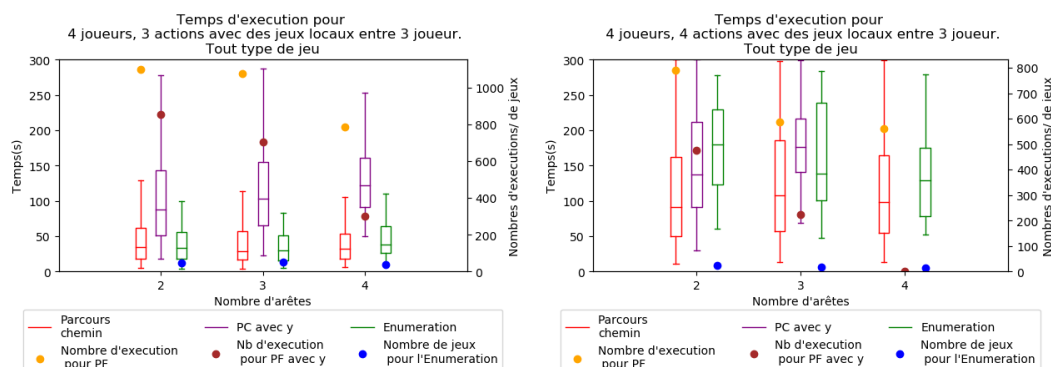 Temps d'execution pour
4 joueurs, 3 actions avec des jeux locaux entre 3 joueur.
Tout type de jeu
300
250
200
150
100
50
0
Temps(s)
1000
800
600
400
200
0
Nombres d'executions/ de jeux
2
3
4
Nombre d'arêtes
Parcours
chemin
Nombre d'execution
pour PF
PC avec y
Nb d'execution
pour PF avec y
Enumeration
Nombre de jeux
pour l'Enumeration
Temps d'execution pour
4 joueurs, 4 actions avec des jeux locaux entre 3 joueur.
Tout type de jeu
300
250
200
150
100
50
0
Temps(s)
800
700
600
500
400
300
200
100
0
Nombres d'executions/ de jeux
2
3
4
Nombre d'arêtes
Parcours
chemin
Nombre d'execution
pour PF
PC avec y
Nb d'execution
pour PF avec y
Enumeration
Nombre de jeux
pour l'Enumeration